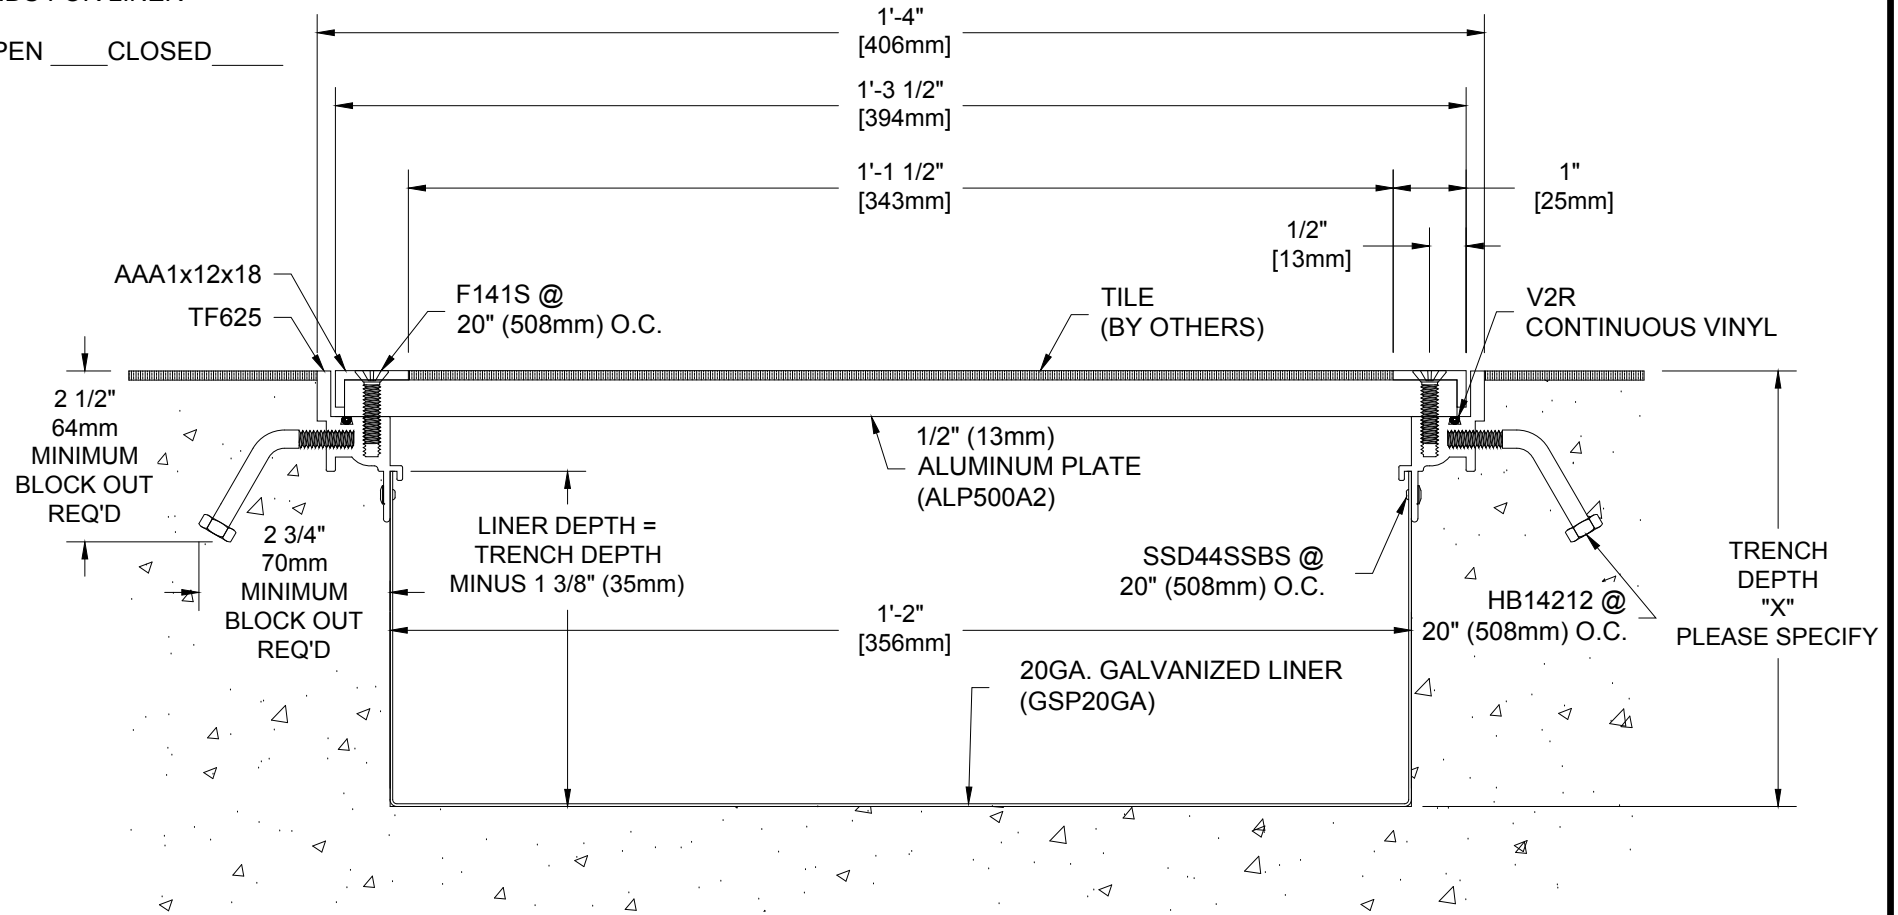 PEN ____CLOSED_____
1'-4"
[406mm]
1'-3 1/2"
[394mm]
1'-1 1/2"
[343mm]
1"
[25mm]
1/2"
[13mm]
AAA1x12x18
TF625
F141S @
20" (508mm) O.C.
TILE
(BY OTHERS)
V2R
CONTINUOUS VINYL
2 1/2"
64mm
MINIMUM
BLOCK OUT
REQ'D
2 3/4"
70mm
MINIMUM
BLOCK OUT
REQ'D
LINER DEPTH =
TRENCH DEPTH
MINUS 1 3/8" (35mm)
1/2" (13mm)
ALUMINUM PLATE
(ALP500A2)
SSD44SSBS @
20" (508mm) O.C.
HB14212 @
20" (508mm) O.C.
TRENCH
DEPTH
"X"
PLEASE SPECIFY
1'-2"
[356mm]
20GA. GALVANIZED LINER
(GSP20GA)